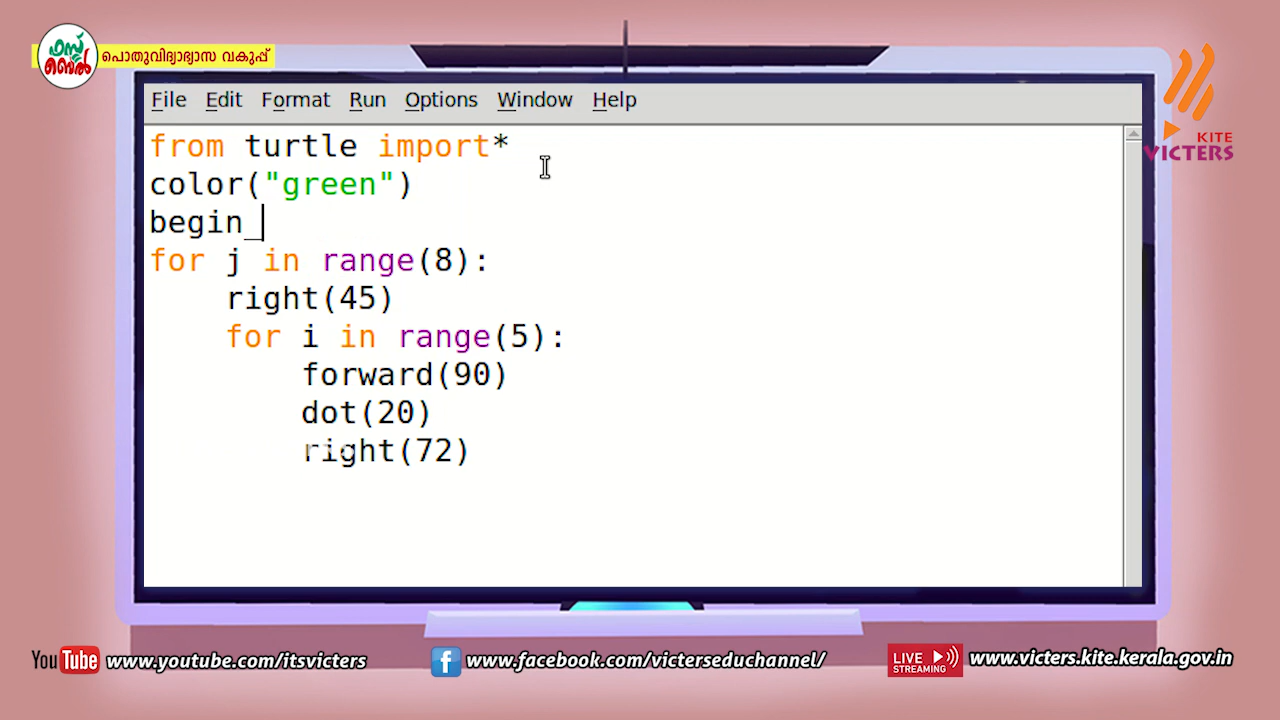 ഫസ്റ്റ്
ബെൽ
പൊതുവിദ്യാഭ്യാസ വകുപ്പ്
KITE
VICTERS
File Edit Format Run Options Window Help
from turtle import*
color("green")
begin_
for j in range(8):
    right(45)
    for i in range(5):
        forward(90)
        dot(20)
        right(72)
YouTube www.youtube.com/itsvicters
f www.facebook.com/victerseduchannel/
LIVE
STREAMING
www.victers.kite.kerala.gov.in